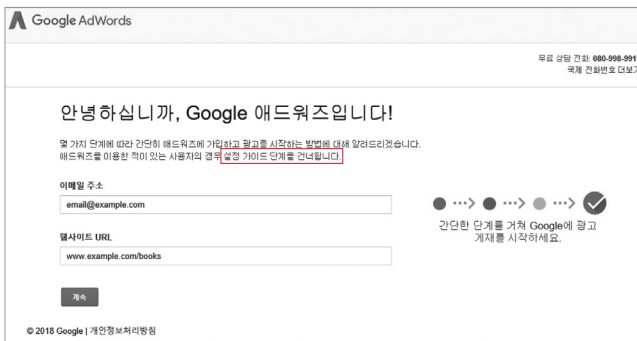 Google AdWords
무료 상담 전화: 080-998-991
국제 전화번호 더보기
안녕하십니까, Google 애드워즈입니다!
몇 가지 단계에 따라 간단히 애드워즈에 가입하고 광고를 시작하는 방법에 대해 알려드리겠습니다.
애드워즈를 이용한 적이 있는 사용자의 경우 설정 가이드 단계를 건너뜁니다.
이메일 주소
email@example.com
웹사이트 URL
www.example.com/books
간단한 단계를 거쳐 Google에 광고
게재를 시작하세요.
계속
© 2018 Google | 개인정보처리방침